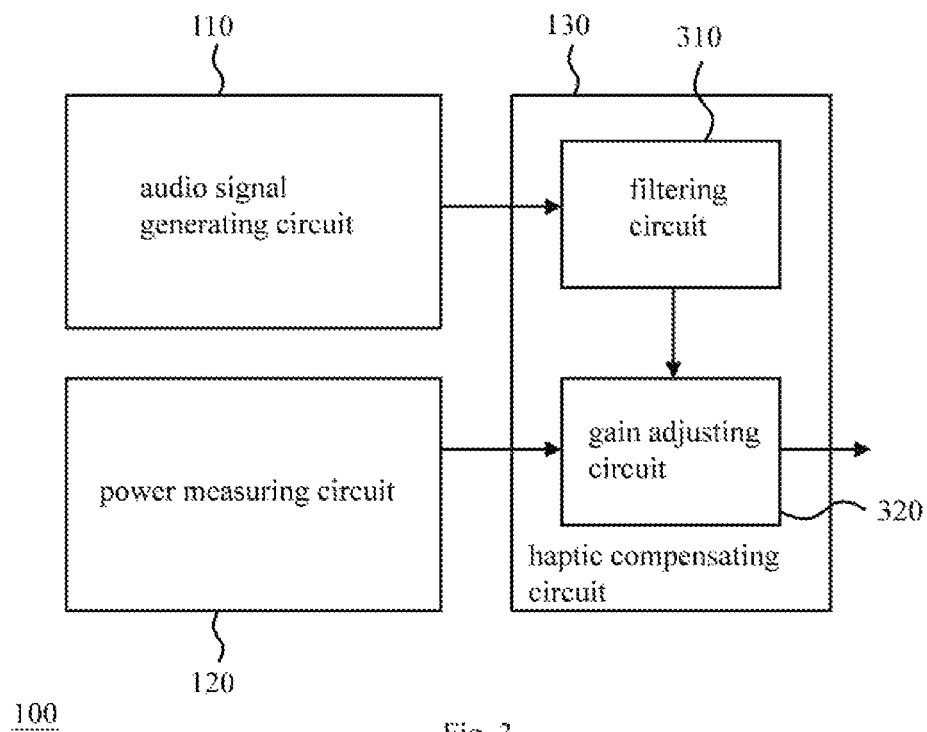 110
130
310
audio signal
generating circuit
filtering
circuit
power measuring circuit
gain adjusting
circuit
320
haptic compensating
circuit
120
100